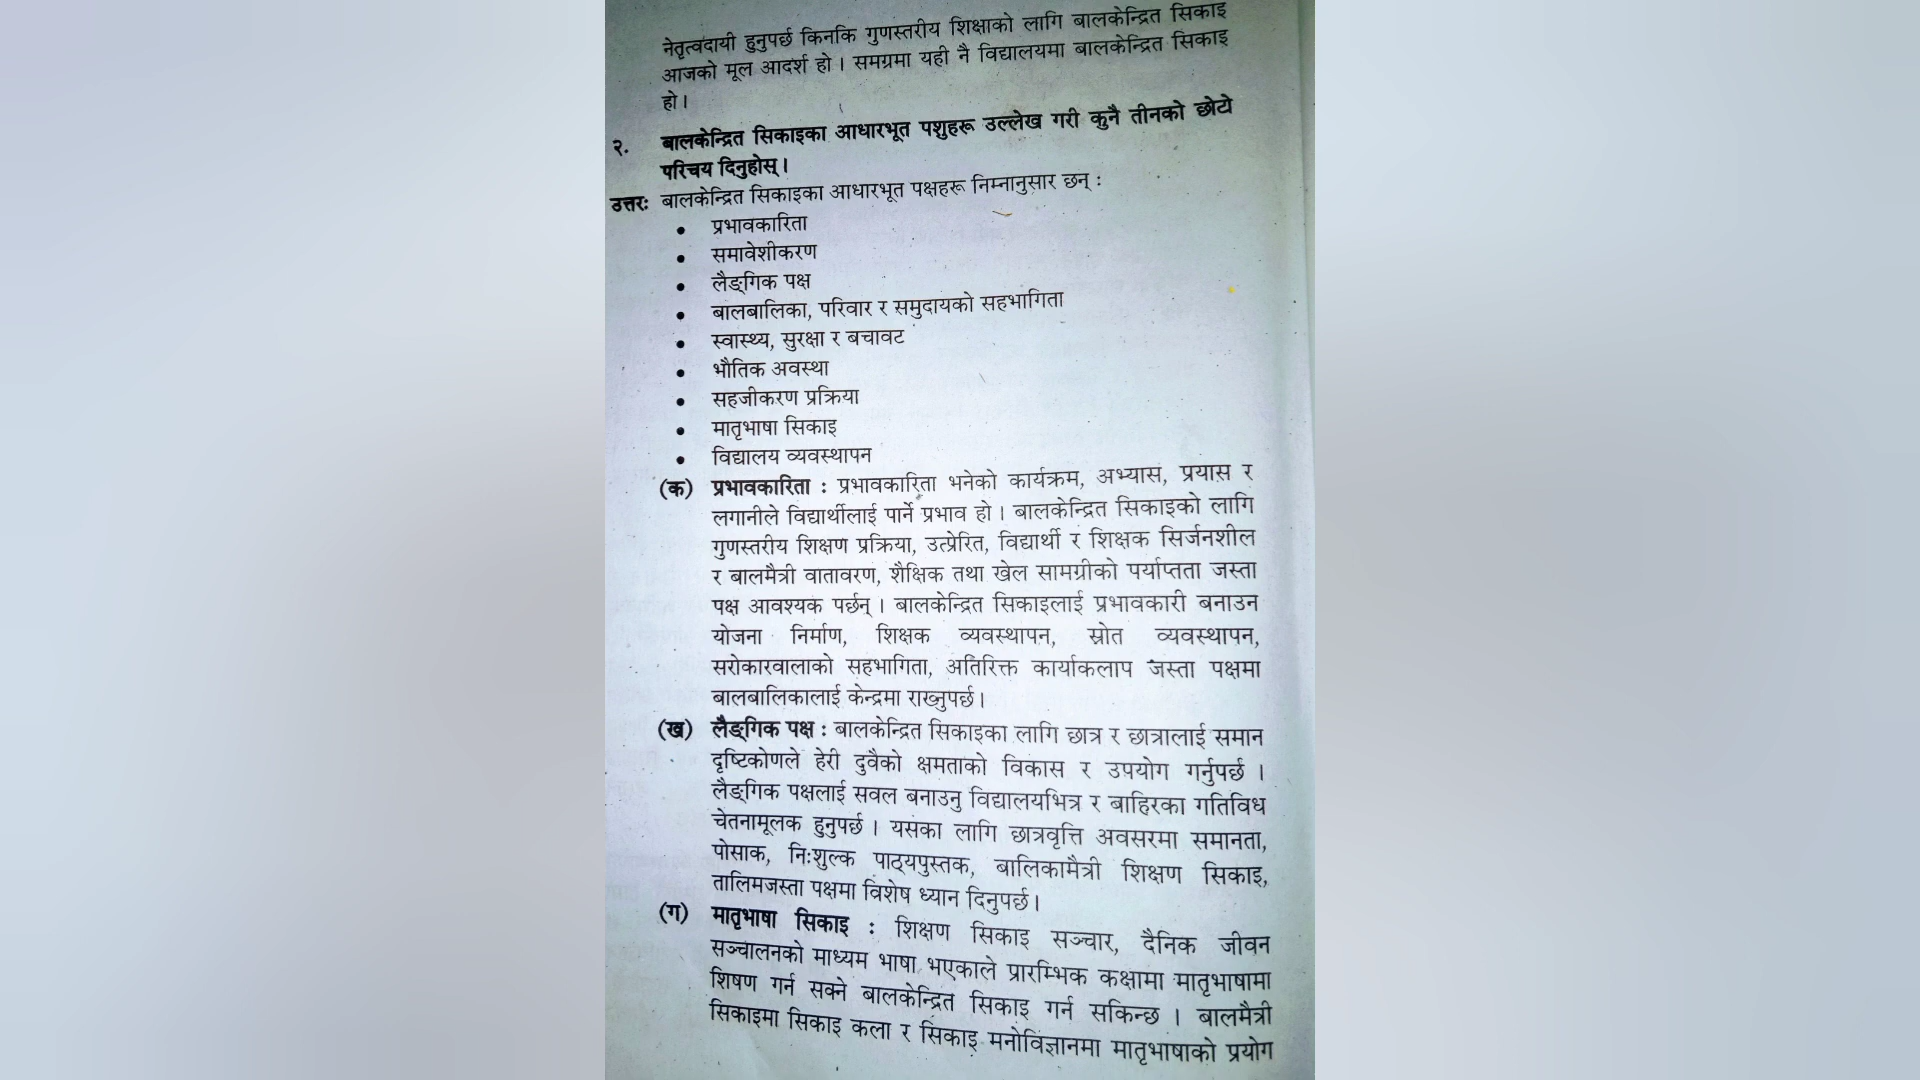 नेतृत्वदायी हुनुपर्छ किनकि गुणस्तरीय शिक्षाको लागि बालकेन्द्रित सिकाइ
आजको मूल आदर्श हो । समग्रमा यही नै विद्यालयमा बालकेन्द्रित सिकाइ
हो ।
२. बालकेन्द्रित सिकाइका आधारभूत पशुहरू उल्लेख गरी कुनै तीनको छोटो
परिचय दिनुहोस् ।
उत्तरः बालकेन्द्रित सिकाइका आधारभूत पक्षहरू निम्नानुसार छन् :
• प्रभावकारिता
• समावेशीकरण
• लैङ्गिक पक्ष
• बालबालिका, परिवार र समुदायको सहभागिता
• स्वास्थ्य, सुरक्षा र बचावट
• भौतिक अवस्था
• सहजीकरण प्रक्रिया
• मातृभाषा सिकाइ
• विद्यालय व्यवस्थापन
(क) प्रभावकारिता : प्रभावकारिता भनेको कार्यक्रम, अभ्यास, प्रयास र
लगानीले विद्यार्थीलाई पार्ने प्रभाव हो । बालकेन्द्रित सिकाइको लागि
गुणस्तरीय शिक्षण प्रक्रिया, उत्प्रेरित, विद्यार्थी र शिक्षक सिर्जनशील
र बालमैत्री वातावरण, शैक्षिक तथा खेल सामग्रीको पर्याप्तता जस्ता
पक्ष आवश्यक पर्छन् । बालकेन्द्रित सिकाइलाई प्रभावकारी बनाउन
योजना निर्माण, शिक्षक व्यवस्थापन, स्रोत व्यवस्थापन,
सरोकारवालाको सहभागिता, अतिरिक्त कार्याकलाप जस्ता पक्षमा
बालबालिकालाई केन्द्रमा राख्नुपर्छ ।
(ख) लैङ्गिक पक्ष : बालकेन्द्रित सिकाइका लागि छात्र र छात्रालाई समान
दृष्टिकोणले हेरी दुवैको क्षमताको विकास र उपयोग गर्नुपर्छ ।
लैङ्गिक पक्षलाई सवल बनाउनु विद्यालयभित्र र बाहिरका गतिविध
चेतनामूलक हुनुपर्छ । यसका लागि छात्रवृत्ति अवसरमा समानता,
पोसाक, निःशुल्क पाठ्यपुस्तक, बालिकामैत्री शिक्षण सिकाइ,
तालिमजस्ता पक्षमा विशेष ध्यान दिनुपर्छ ।
(ग) मातृभाषा सिकाइ : शिक्षण सिकाइ सञ्चार, दैनिक जीवन
सञ्चालनको माध्यम भाषा भएकाले प्रारम्भिक कक्षामा मातृभाषामा
शिषण गर्न सक्ने बालकेन्द्रित सिकाइ गर्न सकिन्छ । बालमैत्री
सिकाइमा सिकाइ कला र सिकाइ मनोविज्ञानमा मातृभाषाको प्रयोग